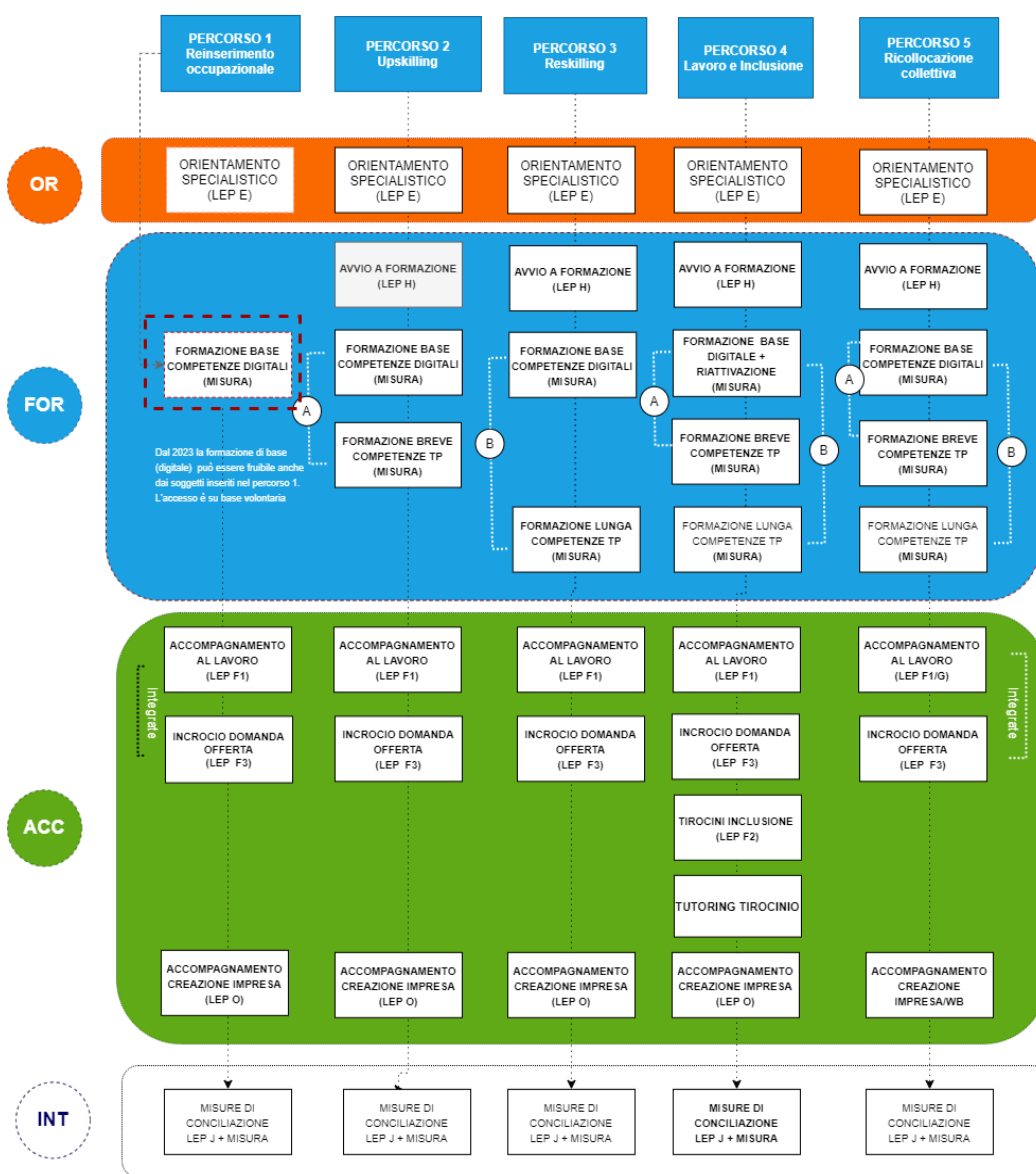 PERCORSO 1
Reinserimento
occupazionale
PERCORSO 2
Upskilling
PERCORSO 3
Reskilling
PERCORSO 4
Lavoro e Inclusione
PERCORSO 5
Ricollocazione
collettiva
OR
ORIENTAMENTO
SPECIALISTICO
(LEP E)
ORIENTAMENTO
SPECIALISTICO
(LEP E)
ORIENTAMENTO
SPECIALISTICO
(LEP E)
ORIENTAMENTO
SPECIALISTICO
(LEP E)
ORIENTAMENTO
SPECIALISTICO
(LEP E)
FOR
AVVIO A FORMAZIONE
(LEP H)
AVVIO A FORMAZIONE
(LEP H)
AVVIO A FORMAZIONE
(LEP H)
AVVIO A FORMAZIONE
(LEP H)
FORMAZIONE BASE
COMPETENZE DIGITALI
(MISURA)
A
FORMAZIONE BASE
COMPETENZE DIGITALI
(MISURA)
B
FORMAZIONE BASE
COMPETENZE DIGITALI
(MISURA)
A
FORMAZIONE BASE
DIGITALE +
RIATTIVAZIONE
(MISURA)
B
A
FORMAZIONE BASE
COMPETENZE DIGITALI
(MISURA)
B
Dal 2023 la formazione di base
(digitale) può essere fruibile anche
dai soggetti inseriti nel percorso 1.
L'accesso è su base volontaria
FORMAZIONE BREVE
COMPETENZE TP
(MISURA)
FORMAZIONE BREVE
COMPETENZE TP
(MISURA)
FORMAZIONE BREVE
COMPETENZE TP
(MISURA)
FORMAZIONE LUNGA
COMPETENZE TP
(MISURA)
FORMAZIONE LUNGA
COMPETENZE TP
(MISURA)
FORMAZIONE LUNGA
COMPETENZE TP
(MISURA)
ACC
Integrate
ACCOMPAGNAMENTO
AL LAVORO
(LEP F1)
ACCOMPAGNAMENTO
AL LAVORO
(LEP F1)
ACCOMPAGNAMENTO
AL LAVORO
(LEP F1)
ACCOMPAGNAMENTO
AL LAVORO
(LEP F1)
ACCOMPAGNAMENTO
AL LAVORO
(LEP F1/G)
Integrate
INCROCIO DOMANDA
OFFERTA
(LEP F3)
INCROCIO DOMANDA
OFFERTA
(LEP F3)
INCROCIO DOMANDA
OFFERTA
(LEP F3)
INCROCIO DOMANDA
OFFERTA
(LEP F3)
INCROCIO DOMANDA
OFFERTA
(LEP F3)
TIROCINI INCLUSIONE
(LEP F2)
TUTORING TIROCINIO
ACCOMPAGNAMENTO
CREAZIONE IMPRESA
(LEP O)
ACCOMPAGNAMENTO
CREAZIONE IMPRESA
(LEP O)
ACCOMPAGNAMENTO
CREAZIONE IMPRESA
(LEP O)
ACCOMPAGNAMENTO
CREAZIONE IMPRESA
(LEP O)
ACCOMPAGNAMENTO
CREAZIONE
IMPRESA/WB
INT
MISURE DI
CONCILIAZIONE
LEP J + MISURA
MISURE DI
CONCILIAZIONE
LEP J + MISURA
MISURE DI
CONCILIAZIONE
LEP J + MISURA
MISURE DI
CONCILIAZIONE
LEP J + MISURA
MISURE DI
CONCILIAZIONE
LEP J + MISURA